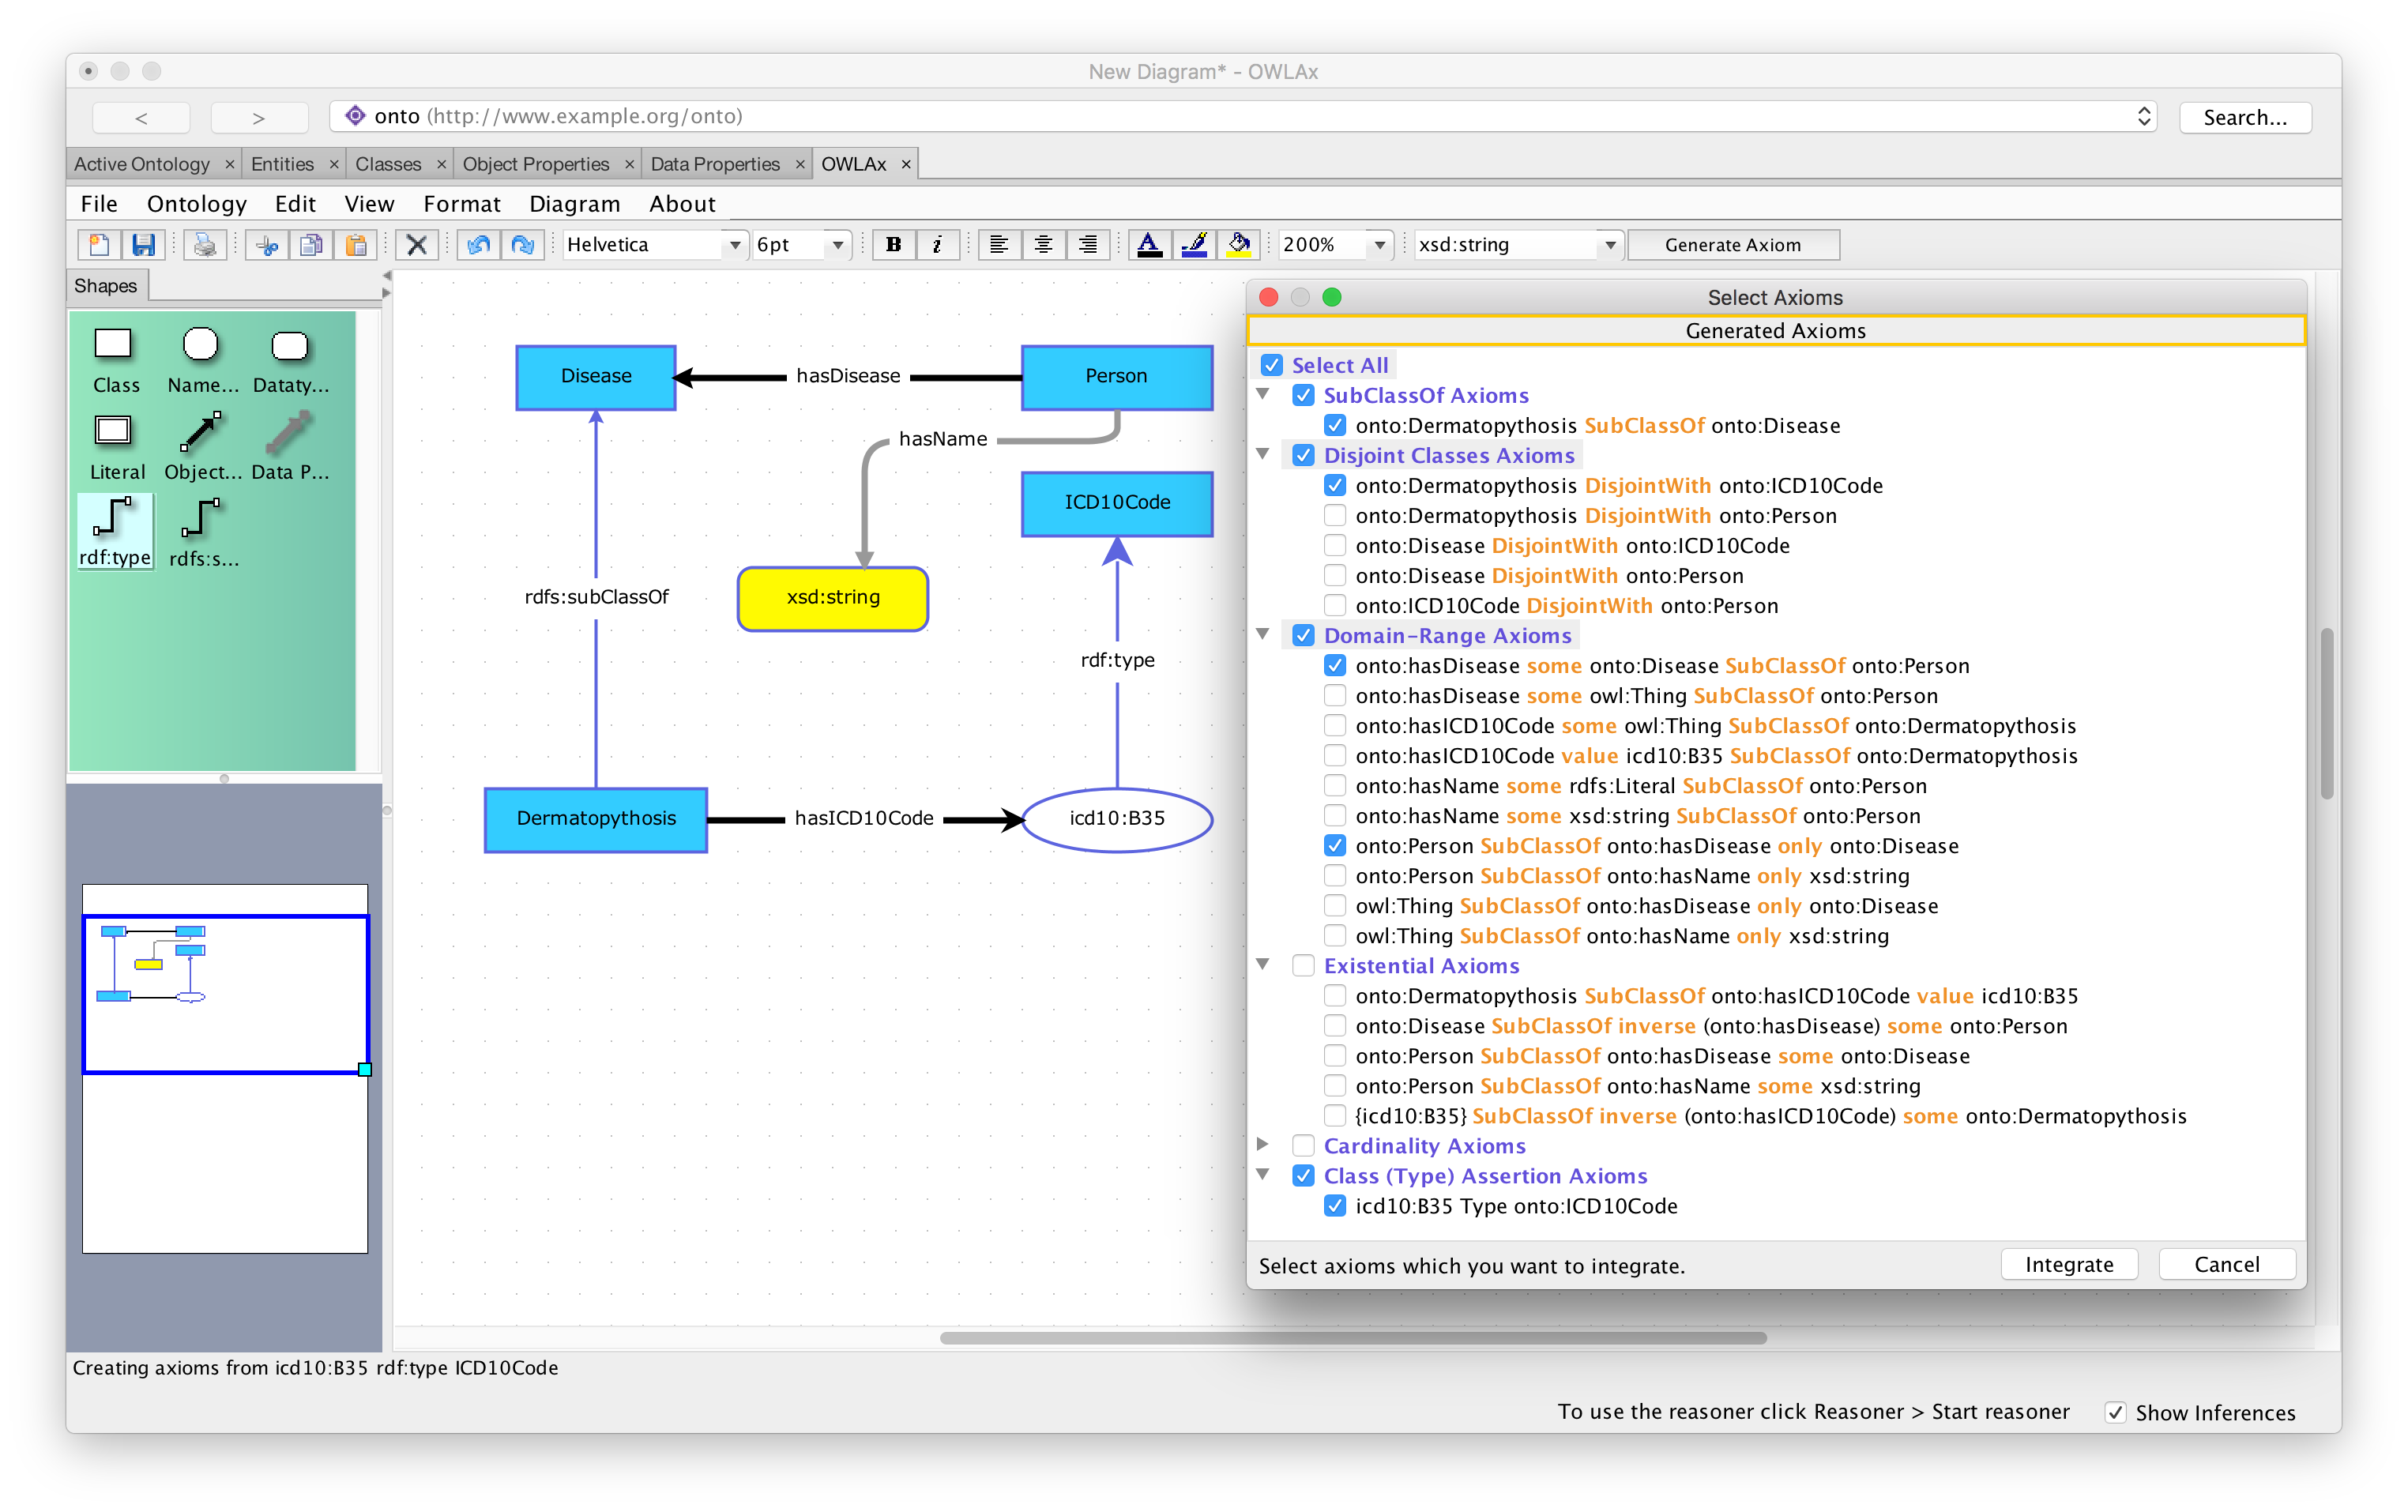 New Diagram* - OWLAx
< > onto (http://www.example.org/onto) Search...
Active Ontology × Entities × Classes × Object Properties × Data Properties × OWLAx ×
File Ontology Edit View Format Diagram About
Helvetica 6pt B i A 200% xsd:string Generate Axiom
Shapes
Class Name... Dataty...
Literal Object... Data P...
rdf:type rdfs:s...
Disease hasDisease Person
hasName
ICD10Code
rdfs:subClassOf xsd:string
rdf:type
Dermatopythosis hasICD10Code icd10:B35
Select Axioms
Generated Axioms
Select All
SubClassOf Axioms
onto:Dermatopythosis SubClassOf onto:Disease
Disjoint Classes Axioms
onto:Dermatopythosis DisjointWith onto:ICD10Code
onto:Dermatopythosis DisjointWith onto:Person
onto:Disease DisjointWith onto:ICD10Code
onto:Disease DisjointWith onto:Person
onto:ICD10Code DisjointWith onto:Person
Domain-Range Axioms
onto:hasDisease some onto:Disease SubClassOf onto:Person
onto:hasDisease some owl:Thing SubClassOf onto:Person
onto:hasICD10Code some owl:Thing SubClassOf onto:Dermatopythosis
onto:hasICD10Code value icd10:B35 SubClassOf onto:Dermatopythosis
onto:hasName some rdfs:Literal SubClassOf onto:Person
onto:hasName some xsd:string SubClassOf onto:Person
onto:Person SubClassOf onto:hasDisease only onto:Disease
onto:Person SubClassOf onto:hasName only xsd:string
owl:Thing SubClassOf onto:hasDisease only onto:Disease
owl:Thing SubClassOf onto:hasName only xsd:string
Existential Axioms
onto:Dermatopythosis SubClassOf onto:hasICD10Code value icd10:B35
onto:Disease SubClassOf inverse (onto:hasDisease) some onto:Person
onto:Person SubClassOf onto:hasDisease some onto:Disease
onto:Person SubClassOf onto:hasName some xsd:string
{icd10:B35} SubClassOf inverse (onto:hasICD10Code) some onto:Dermatopythosis
Cardinality Axioms
Class (Type) Assertion Axioms
icd10:B35 Type onto:ICD10Code
Select axioms which you want to integrate. Integrate Cancel
Creating axioms from icd10:B35 rdf:type ICD10Code
To use the reasoner click Reasoner > Start reasoner Show Inferences